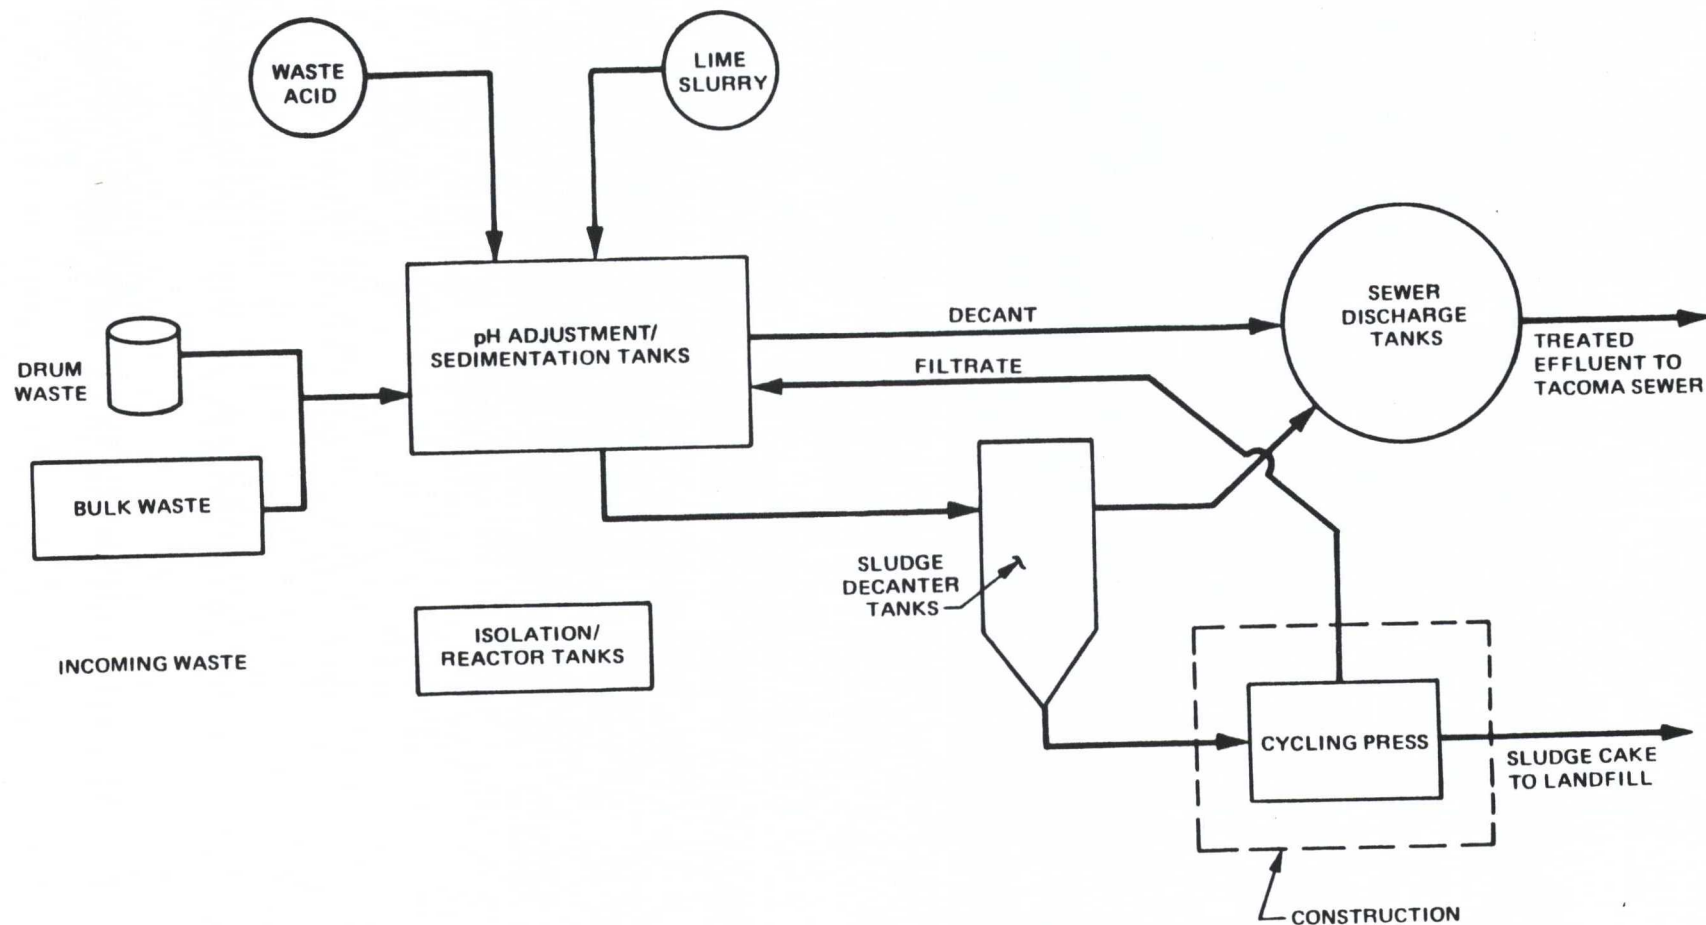 WASTE
ACID
LIME
SLURRY
pH ADJUSTMENT/
SEDIMENTATION TANKS
DECANT
FILTRATE
SEWER
DISCHARGE
TANKS
TREATED
EFFLUENT TO
TACOMA SEWER
DRUM
WASTE
BULK WASTE
INCOMING WASTE
ISOLATION/
REACTOR TANKS
SLUDGE
DECANTER
TANKS
CYCLING PRESS
SLUDGE CAKE
TO LANDFILL
CONSTRUCTION